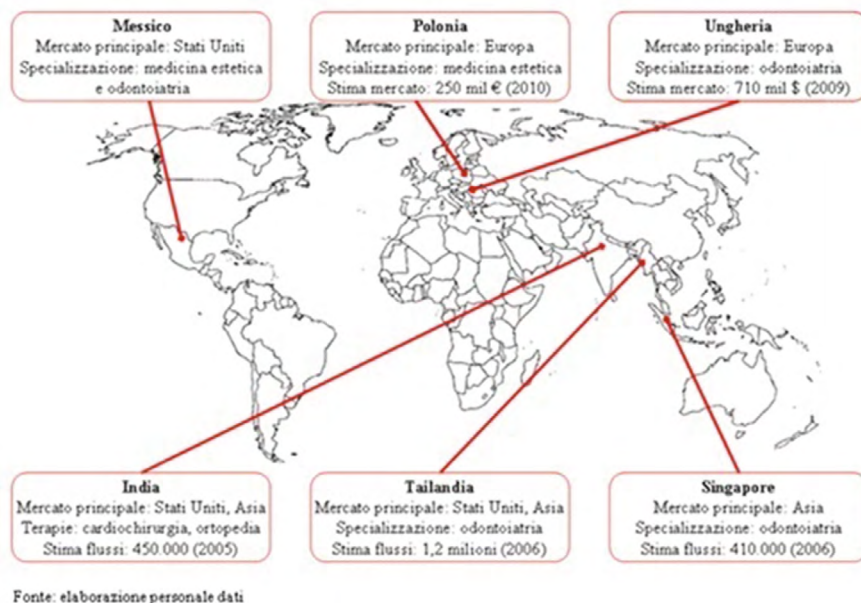 Messico
Mercato principale: Stati Uniti
Specializzazione: medicina estetica
e odontoiatria
Polonia
Mercato principale: Europa
Specializzazione: medicina estetica
Stima mercato: 250 mil € (2010)
Ungheria
Mercato principale: Europa
Specializzazione: odontoiatria
Stima mercato: 710 mil $ (2009)
India
Mercato principale: Stati Uniti, Asia
Terapie: cardiochirurgia, ortopedia
Stima flussi: 450.000 (2005)
Tailandia
Mercato principale: Stati Uniti, Asia
Specializzazione: odontoiatria
Stima flussi: 1,2 milioni (2006)
Singapore
Mercato principale: Asia
Specializzazione: odontoiatria
Stima flussi: 410.000 (2006)
Fonte: elaborazione personale dati